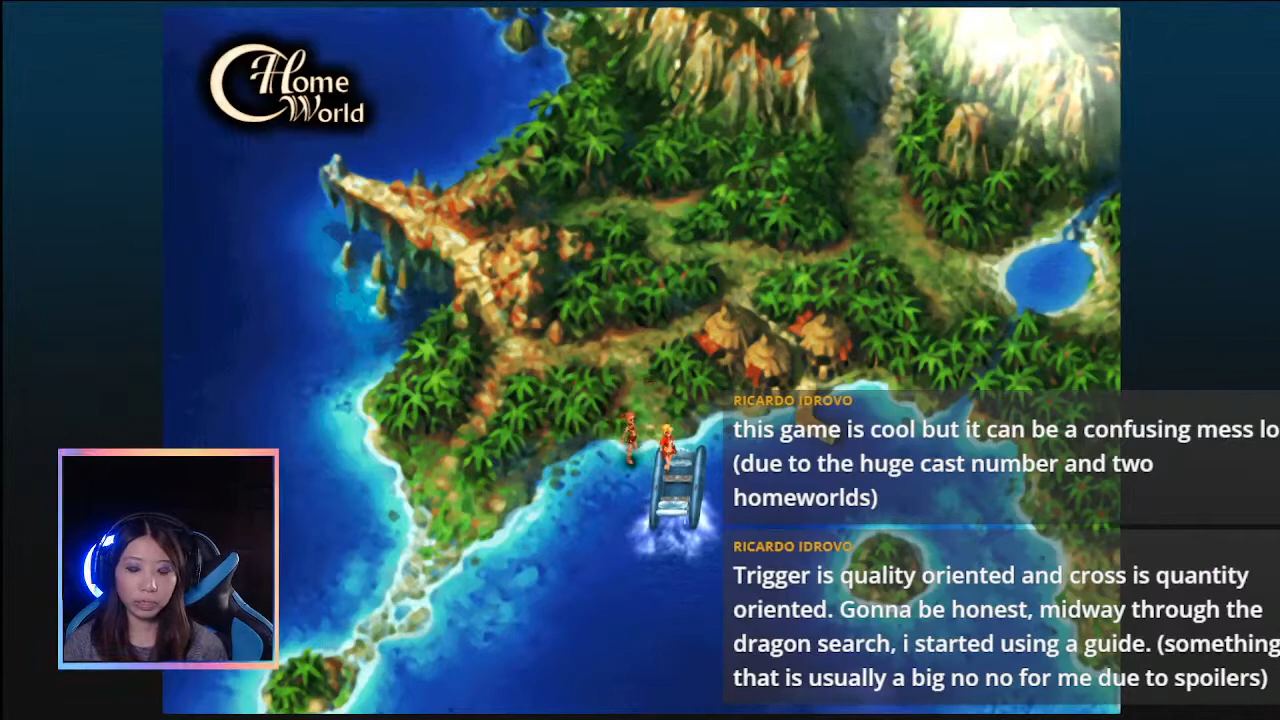 Home
World
RICARDO IDROVO
this game is cool but it can be a confusing mess lo
(due to the huge cast number and two
homeworlds)
RICARDO IDROVO
Trigger is quality oriented and cross is quantity
oriented. Gonna be honest, midway through the
dragon search, i started using a guide. (something
that is usually a big no no for me due to spoilers)